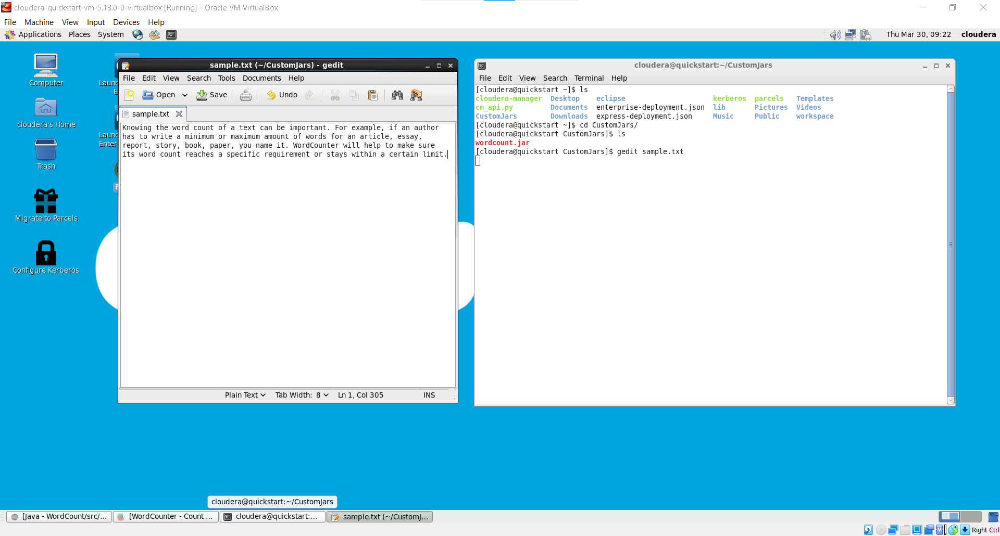 cloudera-quickstart-vm-5.13.0-0-virtualbox [Running] - Oracle VM VirtualBox
File Machine View Input Devices Help
Applications Places System Thu Mar 30, 09:22 cloudera
Computer
cloudera's Home
Trash
Migrate to Parcels
Configure Kerberos
sample.txt (~/CustomJars) - gedit
File Edit View Search Tools Documents Help
Open Save Undo
sample.txt
Knowing the word count of a text can be important. For example, if an author
has to write a minimum or maximum amount of words for an article, essay,
report, story, book, paper, you name it. WordCounter will help to make sure
its word count reaches a specific requirement or stays within a certain limit.
Plain Text Tab Width: 8 Ln 1, Col 305 INS
cloudera@quickstart:~/CustomJars
File Edit View Search Terminal Help
[cloudera@quickstart ~]$ ls
cloudera-manager Desktop eclipse kerberos parcels Templates
cm_api.py Documents enterprise-deployment.json lib Pictures Videos
CustomJars Downloads express-deployment.json Music Public workspace
[cloudera@quickstart ~]$ cd CustomJars/
[cloudera@quickstart CustomJars]$ ls
wordcount.jar
[cloudera@quickstart CustomJars]$ gedit sample.txt
cloudera@quickstart:~/CustomJars
[Java - WordCount/src/... [WordCounter - Count ... cloudera@quickstart:... sample.txt (~/CustomJ...
Right Ctrl